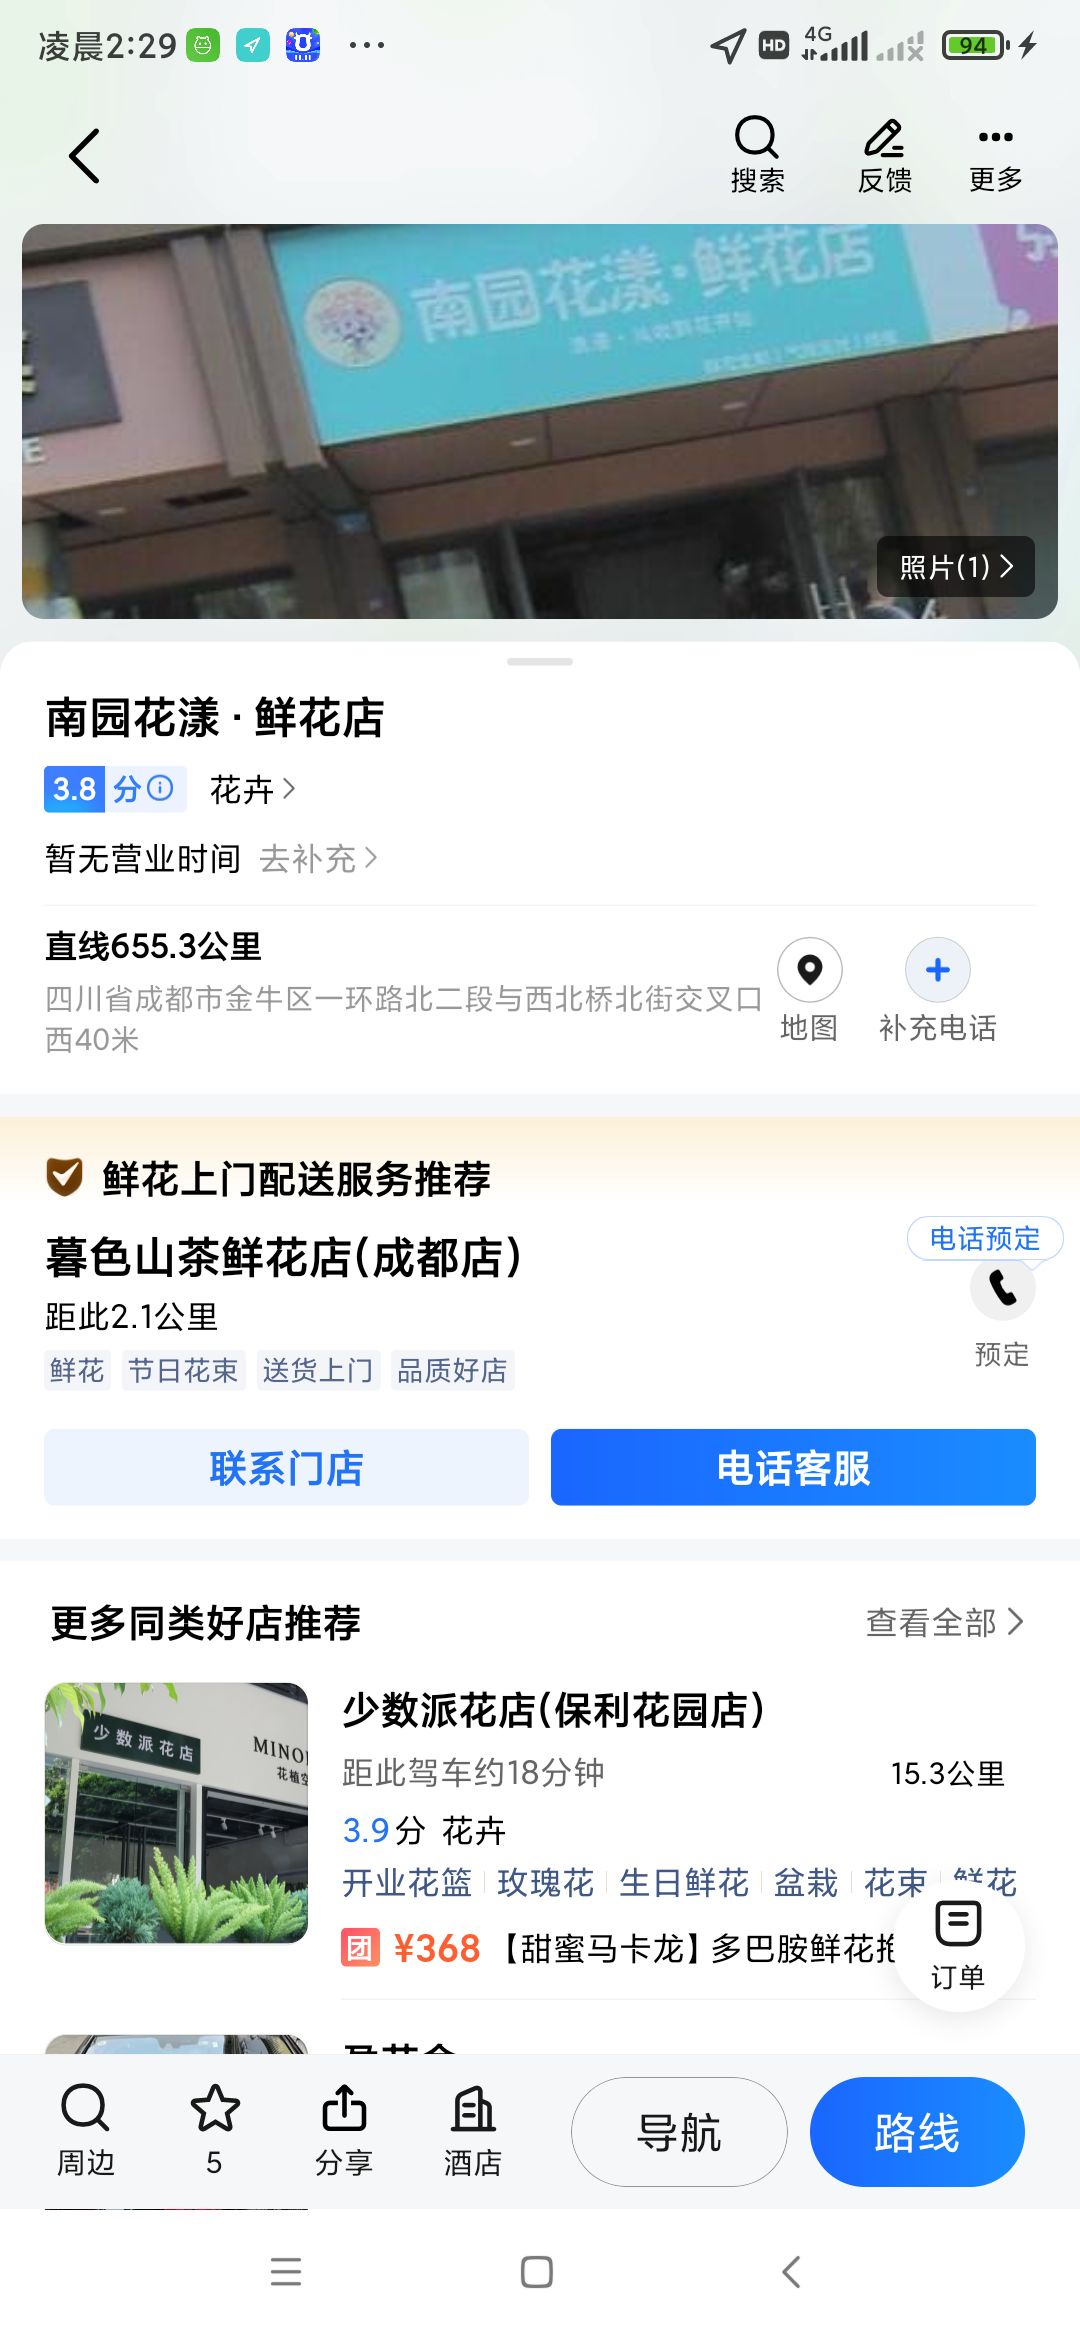 凌晨2:29
HD
4G
94
搜索
反馈
更多
南园花漾·鲜花店
照片(1)
南园花漾·鲜花店
3.8分
花卉
暂无营业时间 去补充
直线655.3公里
四川省成都市金牛区一环路北二段与西北桥北街交叉口
西40米
地图
补充电话
鲜花上门配送服务推荐
暮色山茶鲜花店(成都店)
电话预定
距此2.1公里
预定
鲜花 节日花束 送货上门 品质好店
联系门店
电话客服
更多同类好店推荐
查看全部
少数派花店
MINO
花植
少数派花店(保利花园店)
距此驾车约18分钟
15.3公里
3.9分 花卉
开业花篮 玫瑰花 生日鲜花 盆栽 花束 鲜花
团 ¥368 【甜蜜马卡龙】多巴胺鲜花抱
订单
周边
5
分享
酒店
导航
路线